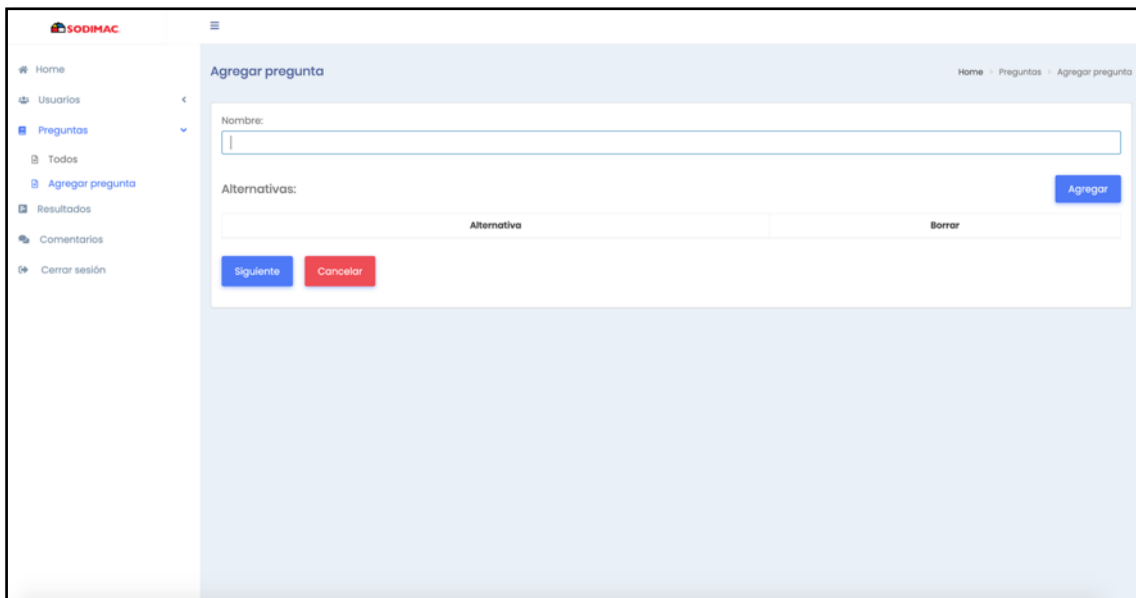 SODIMAC
Home
Usuarios
Preguntas
Todos
Agregar pregunta
Resultados
Comentarios
Cerrar sesión
Agregar pregunta
Home > Preguntas > Agregar pregunta
Nombre:
Alternativas:
Agregar
Alternativa Borrar
Siguiente Cancelar